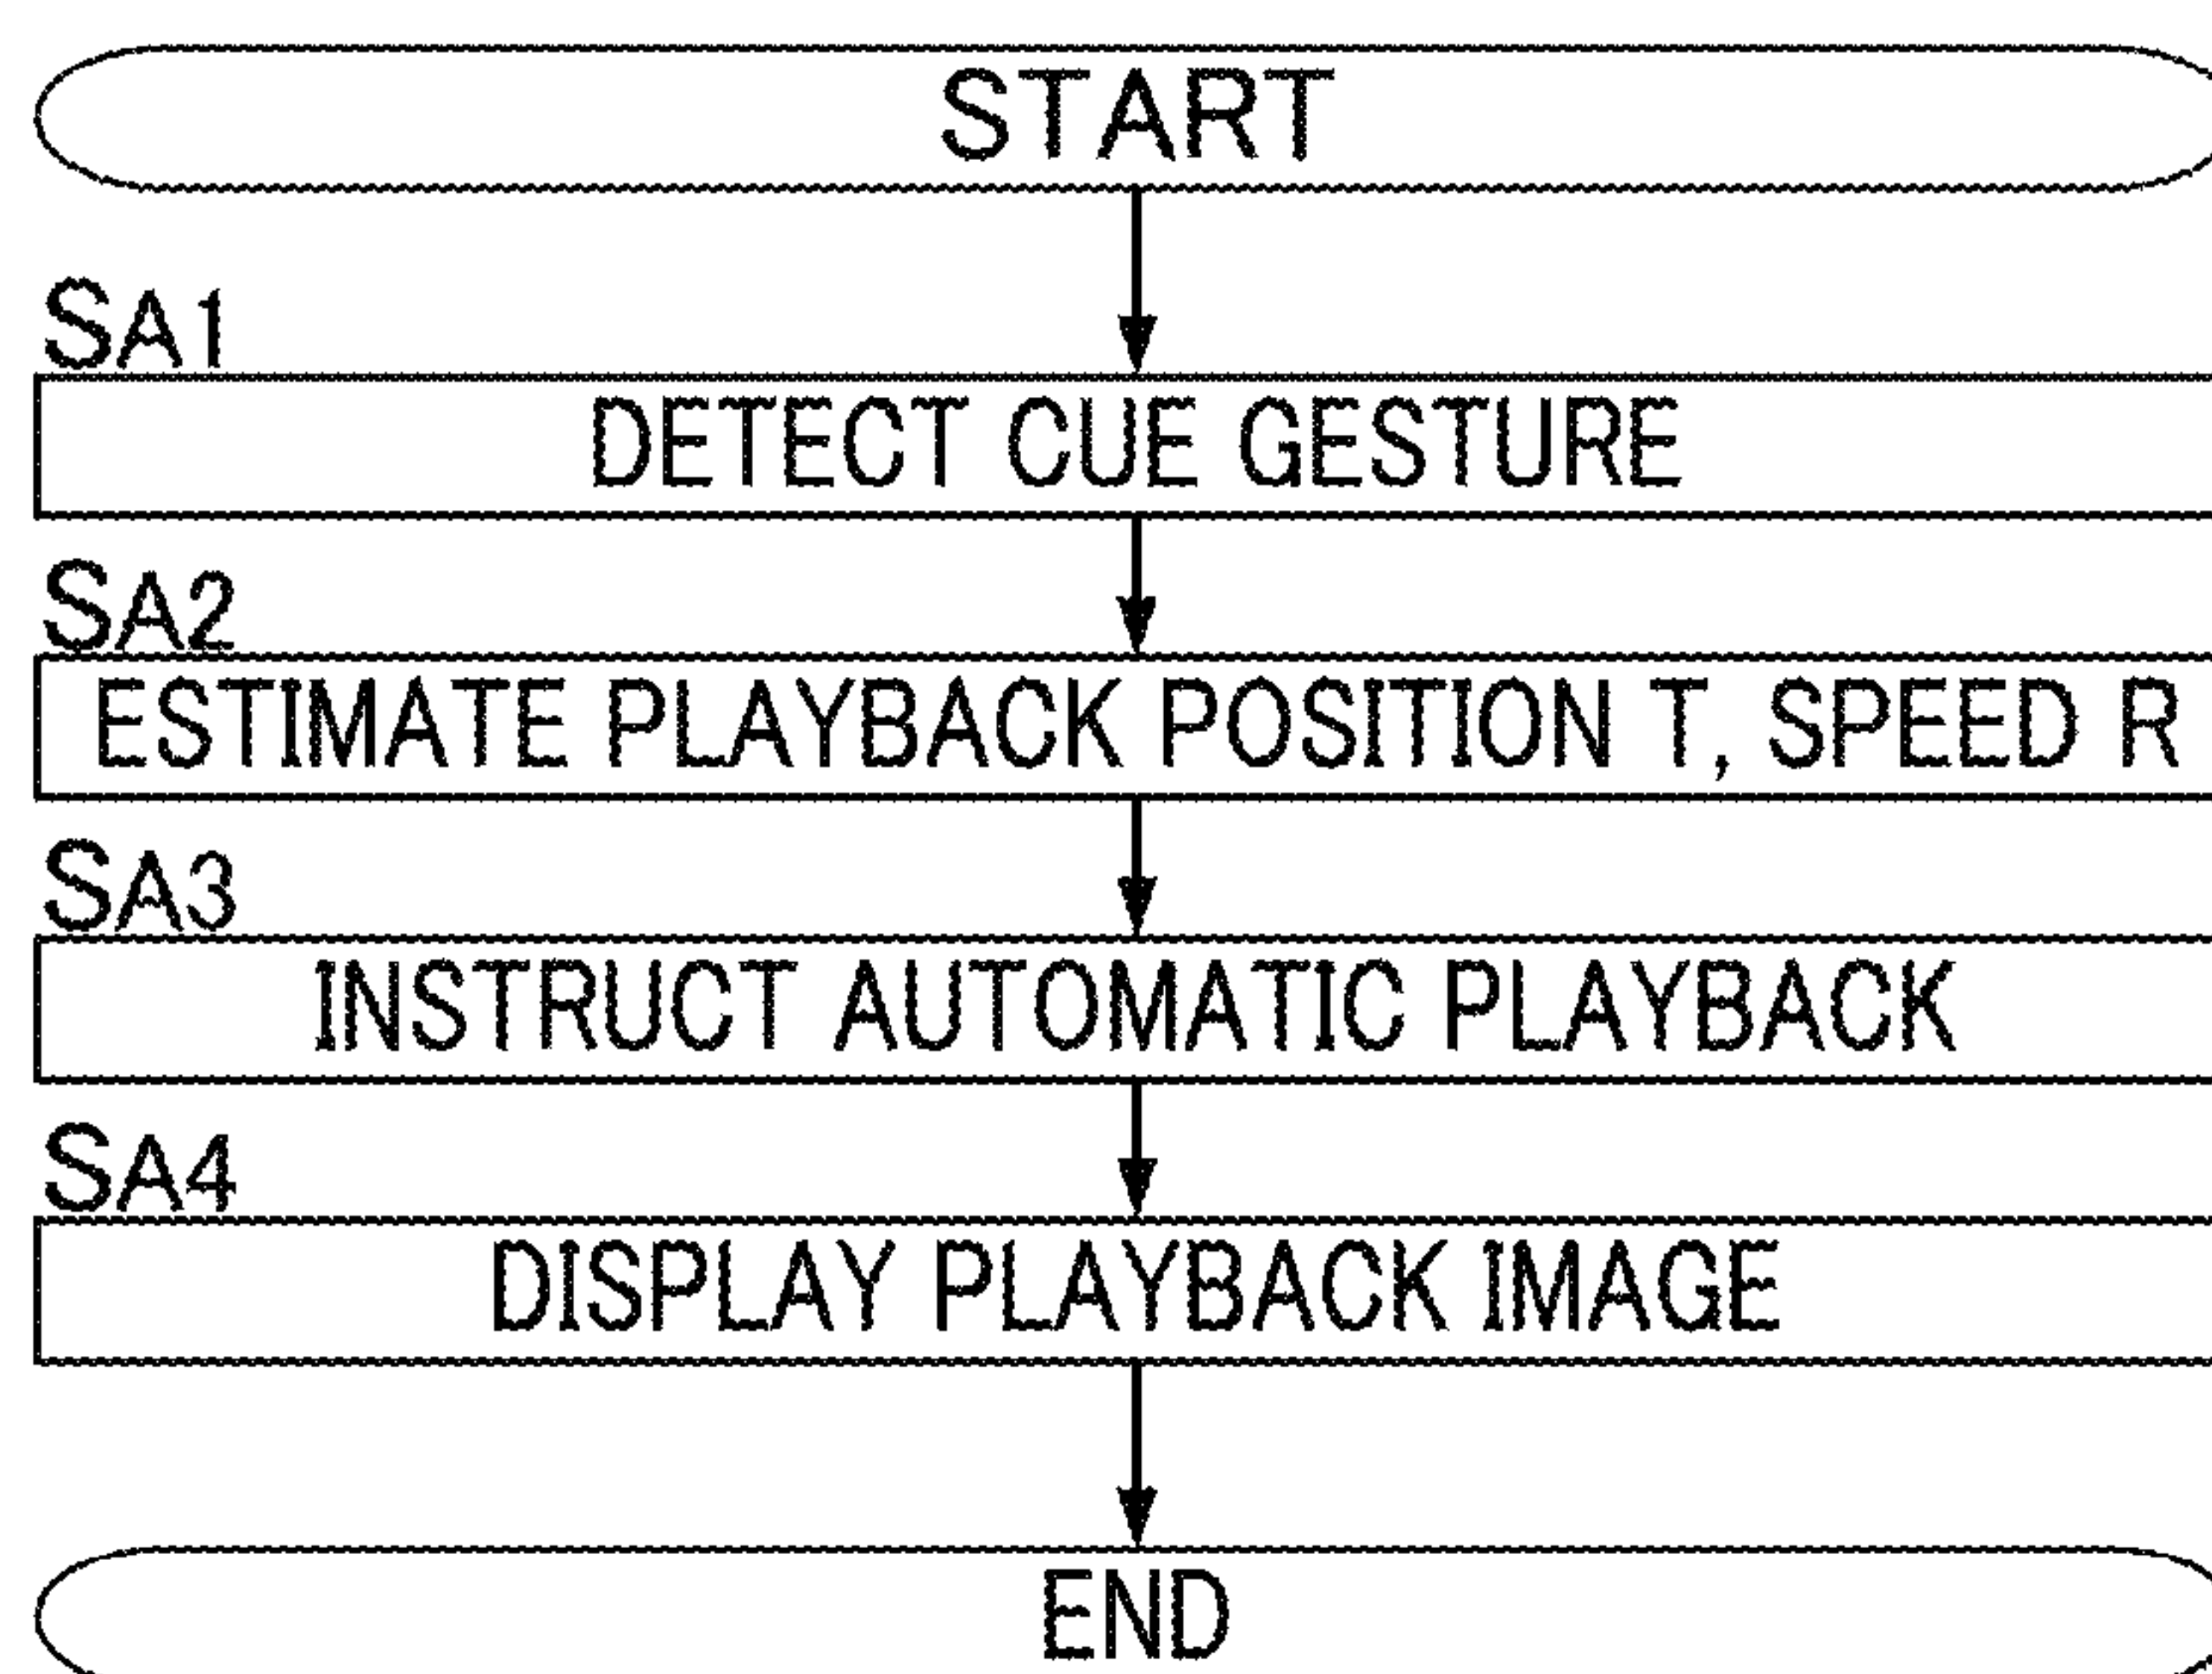 START
SA1
DETECT CUE GESTURE
SA2
ESTIMATE PLAYBACK POSITION T, SPEED R
SA3
INSTRUCT AUTOMATIC PLAYBACK
SA4
DISPLAY PLAYBACK IMAGE
END